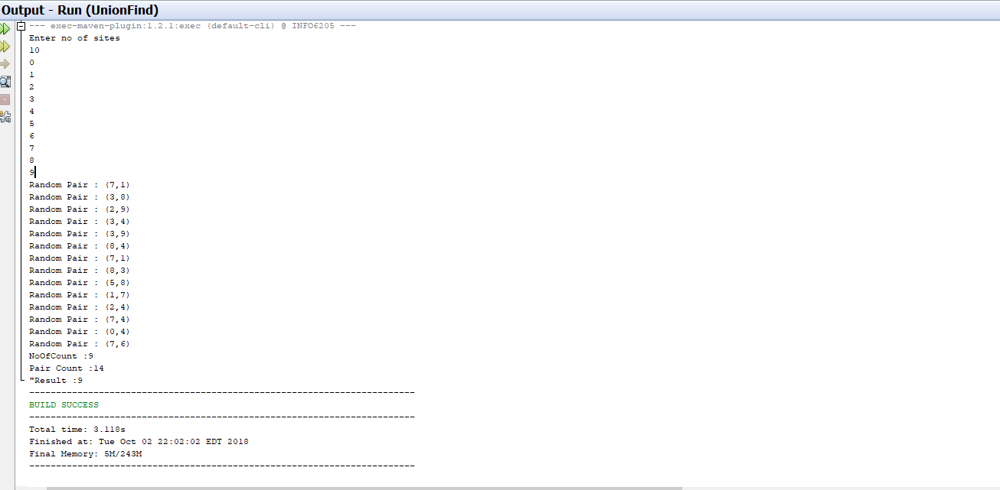 Output - Run (UnionFind)
--- exec-maven-plugin:1.2.1:exec (default-cli) @ INFO6205 ---
Enter no of sites
10
0
1
2
3
4
5
6
7
8
9
Random Pair : (7,1)
Random Pair : (3,8)
Random Pair : (2,9)
Random Pair : (3,4)
Random Pair : (3,9)
Random Pair : (8,4)
Random Pair : (7,1)
Random Pair : (8,3)
Random Pair : (5,8)
Random Pair : (1,7)
Random Pair : (2,4)
Random Pair : (7,4)
Random Pair : (0,4)
Random Pair : (7,6)
NoOfCount :9
Pair Count :14
"Result :9
------------------------------------------------------------------------
BUILD SUCCESS
------------------------------------------------------------------------
Total time: 3.118s
Finished at: Tue Oct 02 22:02:02 EDT 2018
Final Memory: 5M/243M
------------------------------------------------------------------------